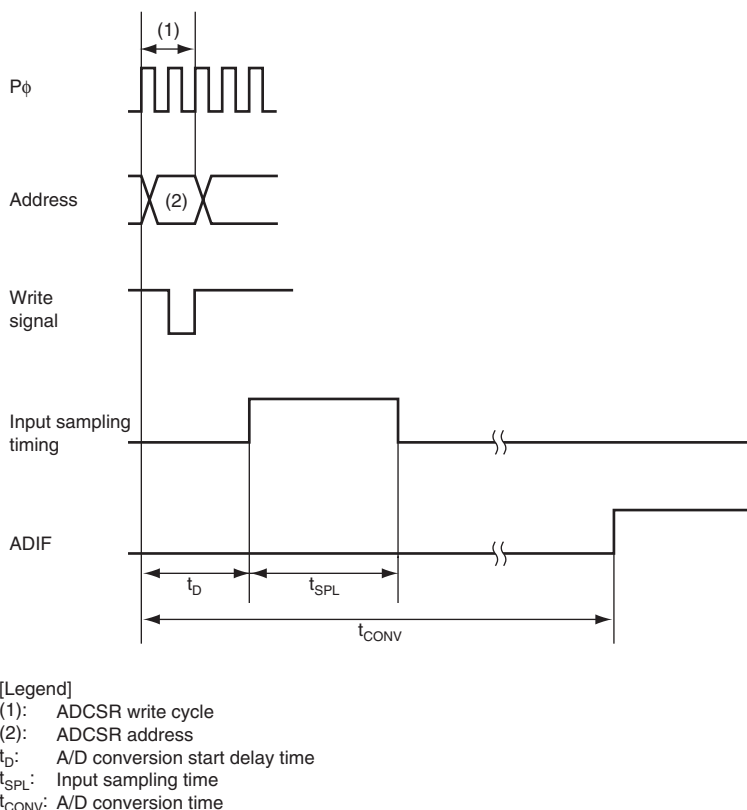 (1)
Pϕ
Address
(2)
Write
signal
Input sampling
timing
ADIF
tD
tSPL
tCONV
[Legend]
(1): ADCSR write cycle
(2): ADCSR address
tD: A/D conversion start delay time
tSPL: Input sampling time
tCONV: A/D conversion time